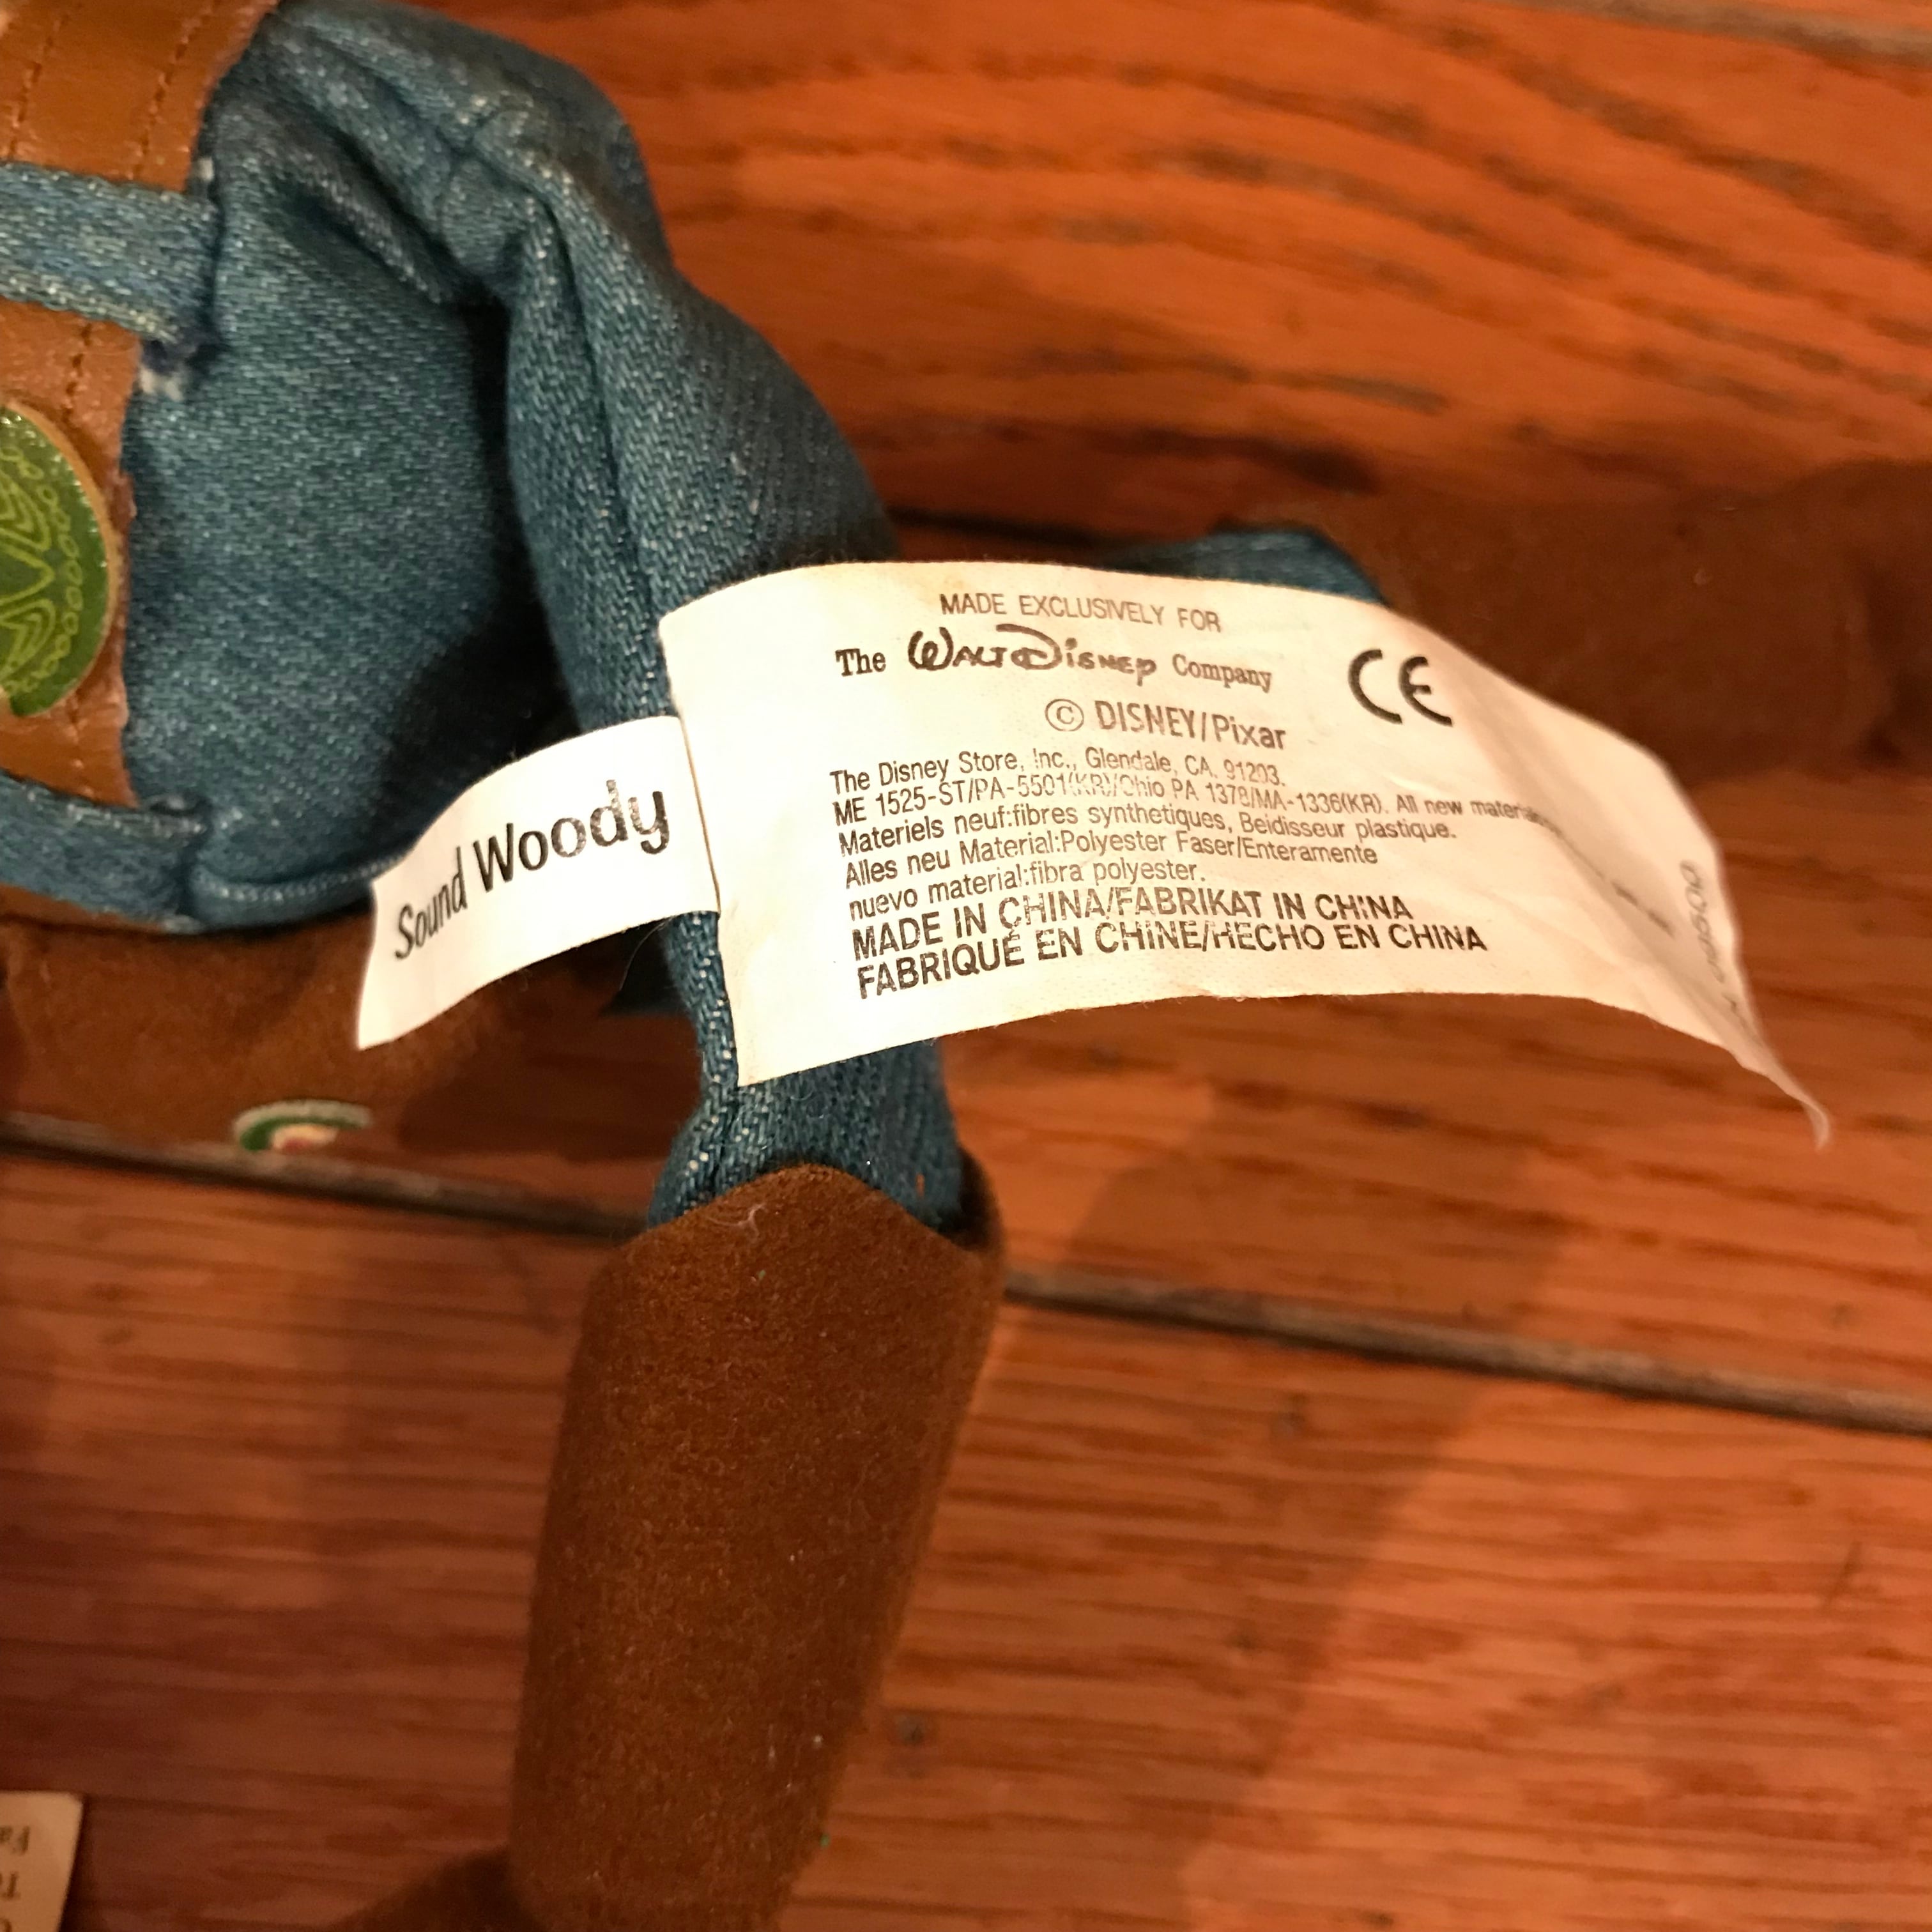 Sound Woody
MADE EXCLUSIVELY FOR
The Walt Disney Company
CE
© DISNEY/Pixar
The Disney Store, Inc., Glendale, CA. 91203.
ME 1525-ST/PA-5501(KR)/Ohio PA 1378/MA-1336(KR). All new materials
Materiels neuf:fibres synthetiques, Beidisseur plastique.
Alles neu Material:Polyester Faser/Enteramente
nuevo material:fibra polyester.
MADE IN CHINA/FABRIKAT IN CHINA
FABRIQUÉ EN CHINE/HECHO EN CHINA